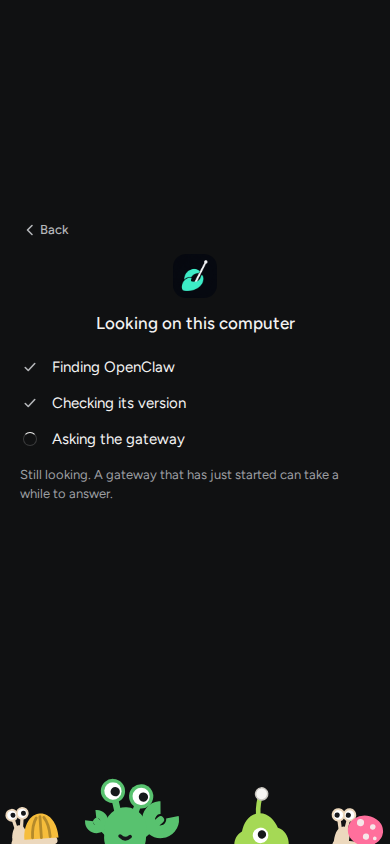 Back
Looking on this computer
Finding OpenClaw
Checking its version
Asking the gateway
Still looking. A gateway that has just started can take a
while to answer.